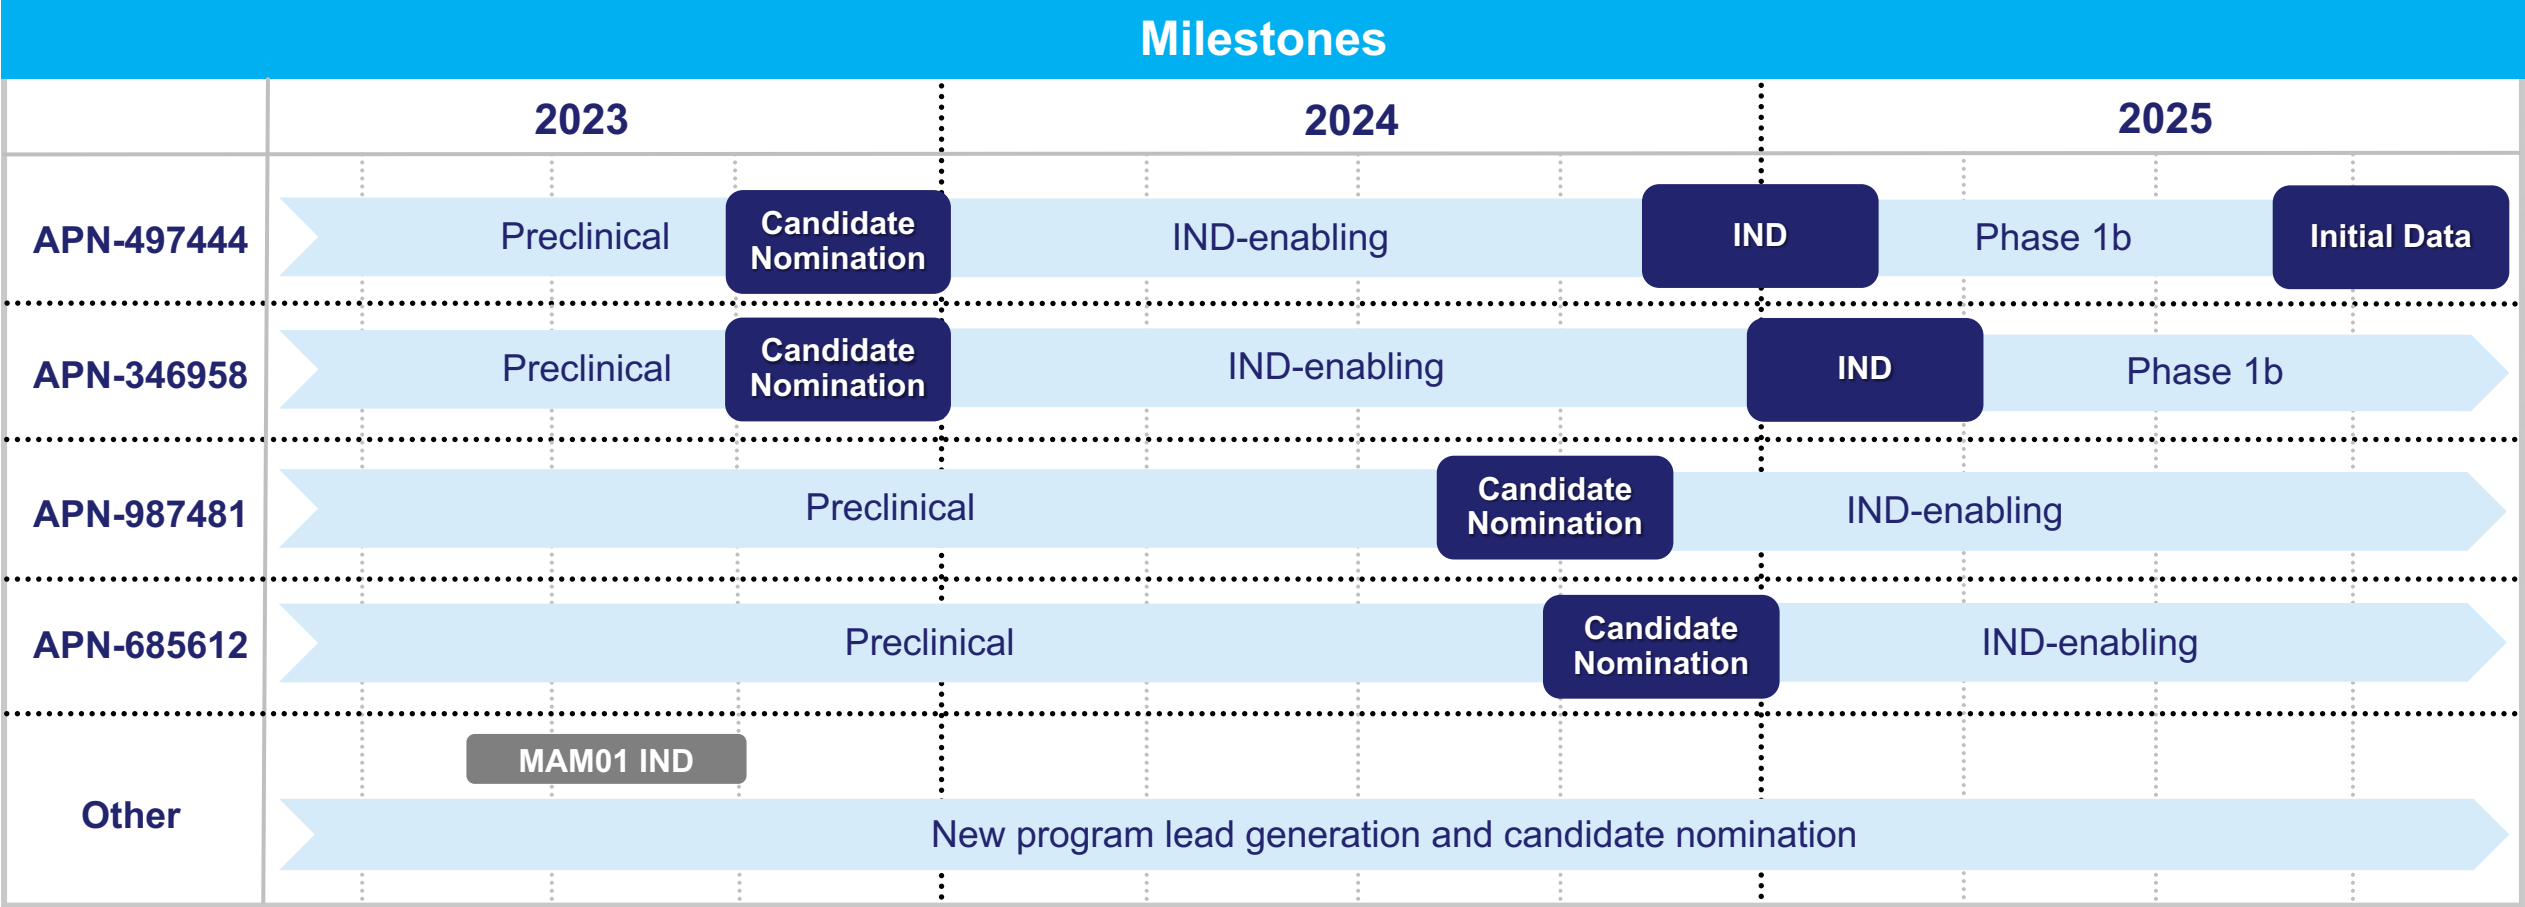 Milestones
2023 2024 2025
APN-497444 Preclinical Candidate Nomination IND-enabling IND Phase 1b Initial Data
APN-346958 Preclinical Candidate Nomination IND-enabling IND Phase 1b
APN-987481 Preclinical Candidate Nomination IND-enabling
APN-685612 Preclinical Candidate Nomination IND-enabling
MAM01 IND
Other
New program lead generation and candidate nomination